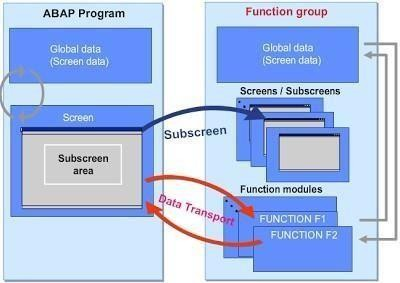 ABAP Program
Global data
(Screen data)
Screen
Subscreen
area
Subscreen
Data Transport
Function group
Global data
(Screen data)
Screens / Subscreens
Function modules
FUNCTION F1
FUNCTION F2